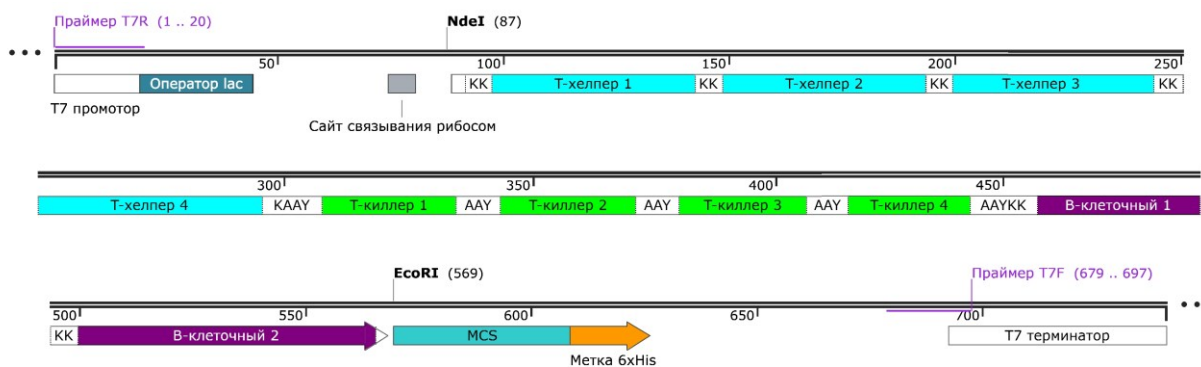 Праймер T7R (1 .. 20)
NdeI (87)
50 100 150 200 250
Оператор lac KK Т-хелпер 1 KK Т-хелпер 2 KK Т-хелпер 3 KK
T7 промотор
Сайт связывания рибосом
300 350 400 450
Т-хелпер 4 KAAY Т-киллер 1 AAY Т-киллер 2 AAY Т-киллер 3 AAY Т-киллер 4 AAYKK В-клеточный 1
EcoRI (569)
Праймер T7F (679 .. 697)
500 550 600 650 700
KK В-клеточный 2 MCS T7 терминатор
Метка 6xHis